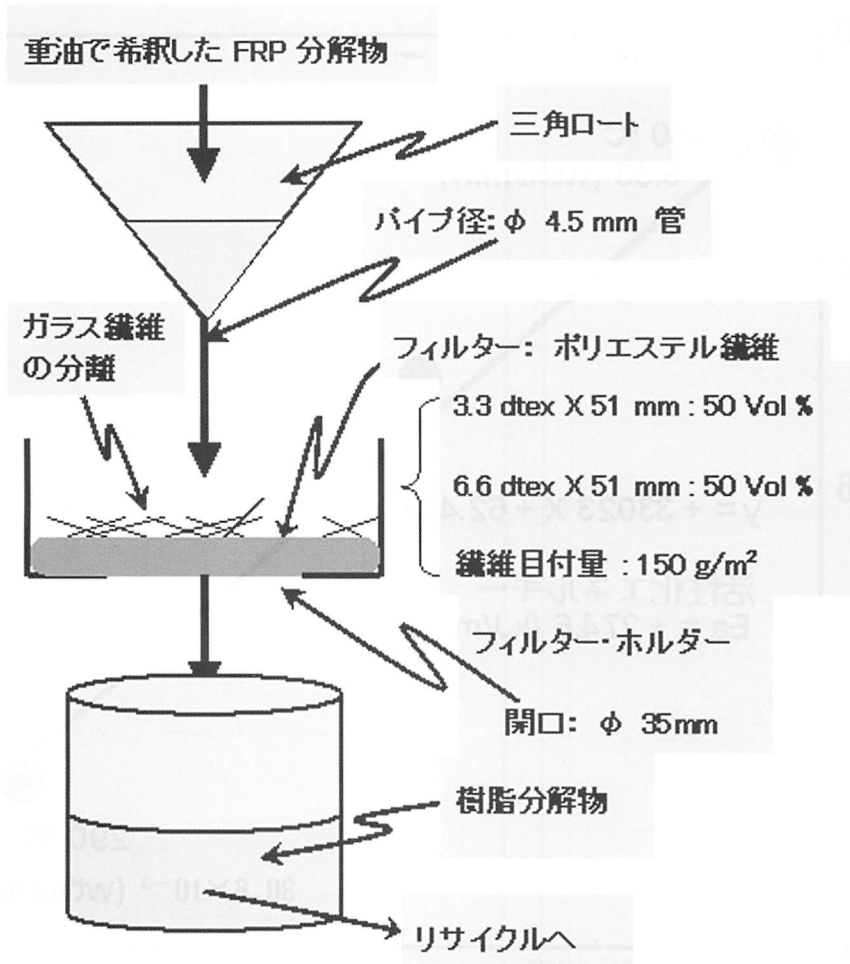 重油で希釈した FRP 分解物
三角ロート
パイプ径: φ 4.5 mm 管
ガラス繊維
の分離
フィルター: ポリエステル繊維
3.3 dtex X 51 mm : 50 Vol %
6.6 dtex X 51 mm : 50 Vol %
繊維目付量 : 150 g/m²
フィルター・ホルダー
開口: φ 35mm
樹脂分解物
リサイクルへ